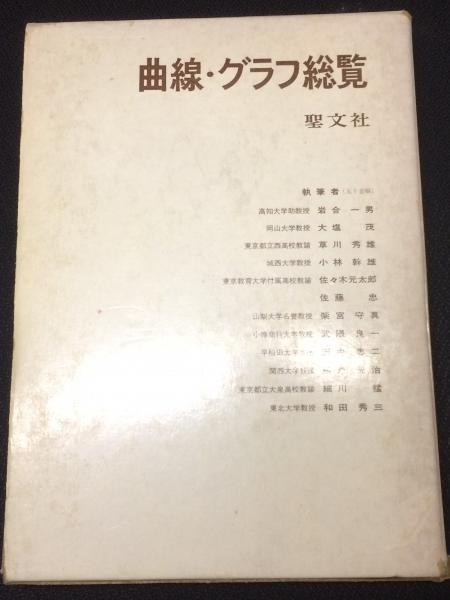 曲線・グラフ総覧
聖文社
執筆者
高知大学助教授 岩合一男
岡山大学教授 大塩茂
東京都立西高校教諭 草川秀雄
城西大学教授 小林幹雄
東京教育大学付属高校教諭 佐々木元太郎
佐藤忠
山梨大学名誉教授 柴宮守真
小樽商科大学教授 武隈良一
早稲田大学
関西大学教授 治
東京都立大泉高校教諭 細川猛
東北大学教授 和田秀三